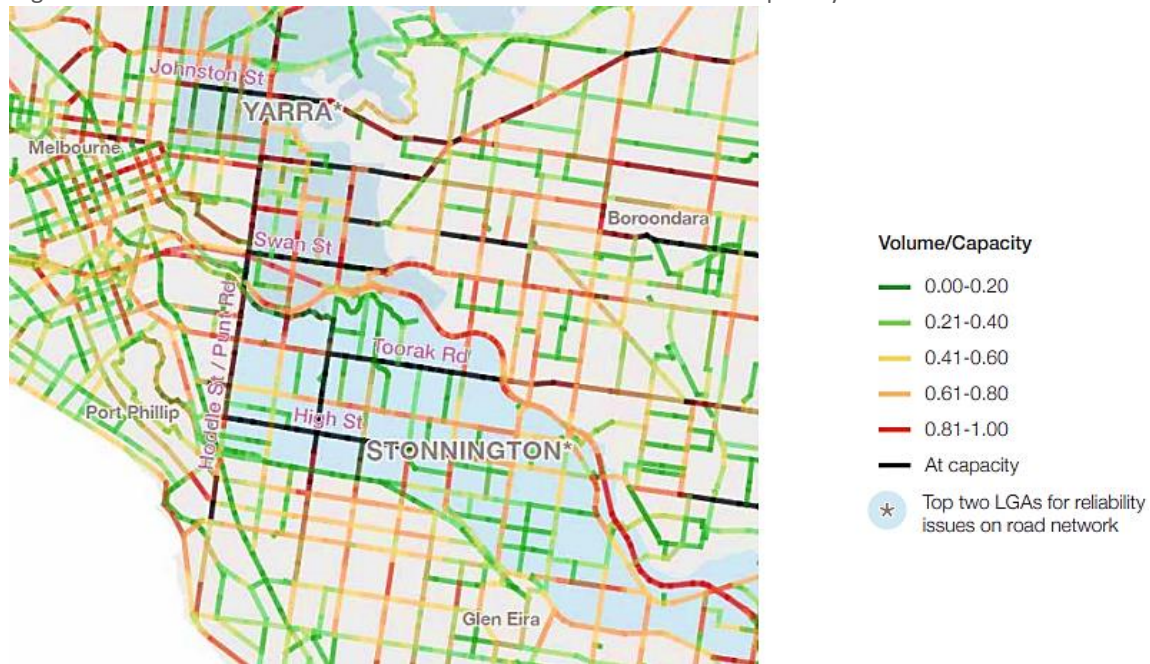 Johnston St
YARRA*
Melbourne
Boroondara
Swan St
Hoddle St / Punt Rd
Toorak Rd
Port Phillip
High St
STONNINGTON*
Glen Eira
Volume/Capacity
0.00-0.20
0.21-0.40
0.41-0.60
0.61-0.80
0.81-1.00
At capacity
* Top two LGAs for reliability
issues on road network